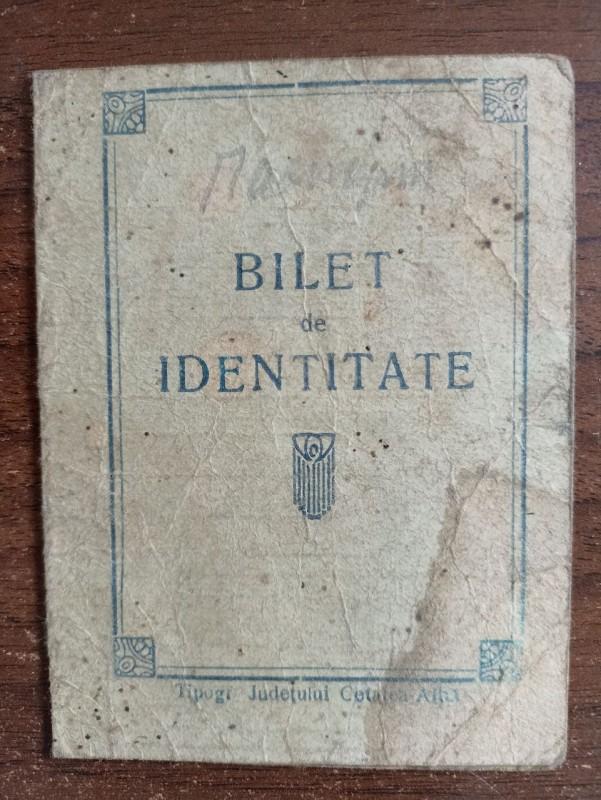 BILET
de
IDENTITATE
Tipogr Județului Cetatea-Albă